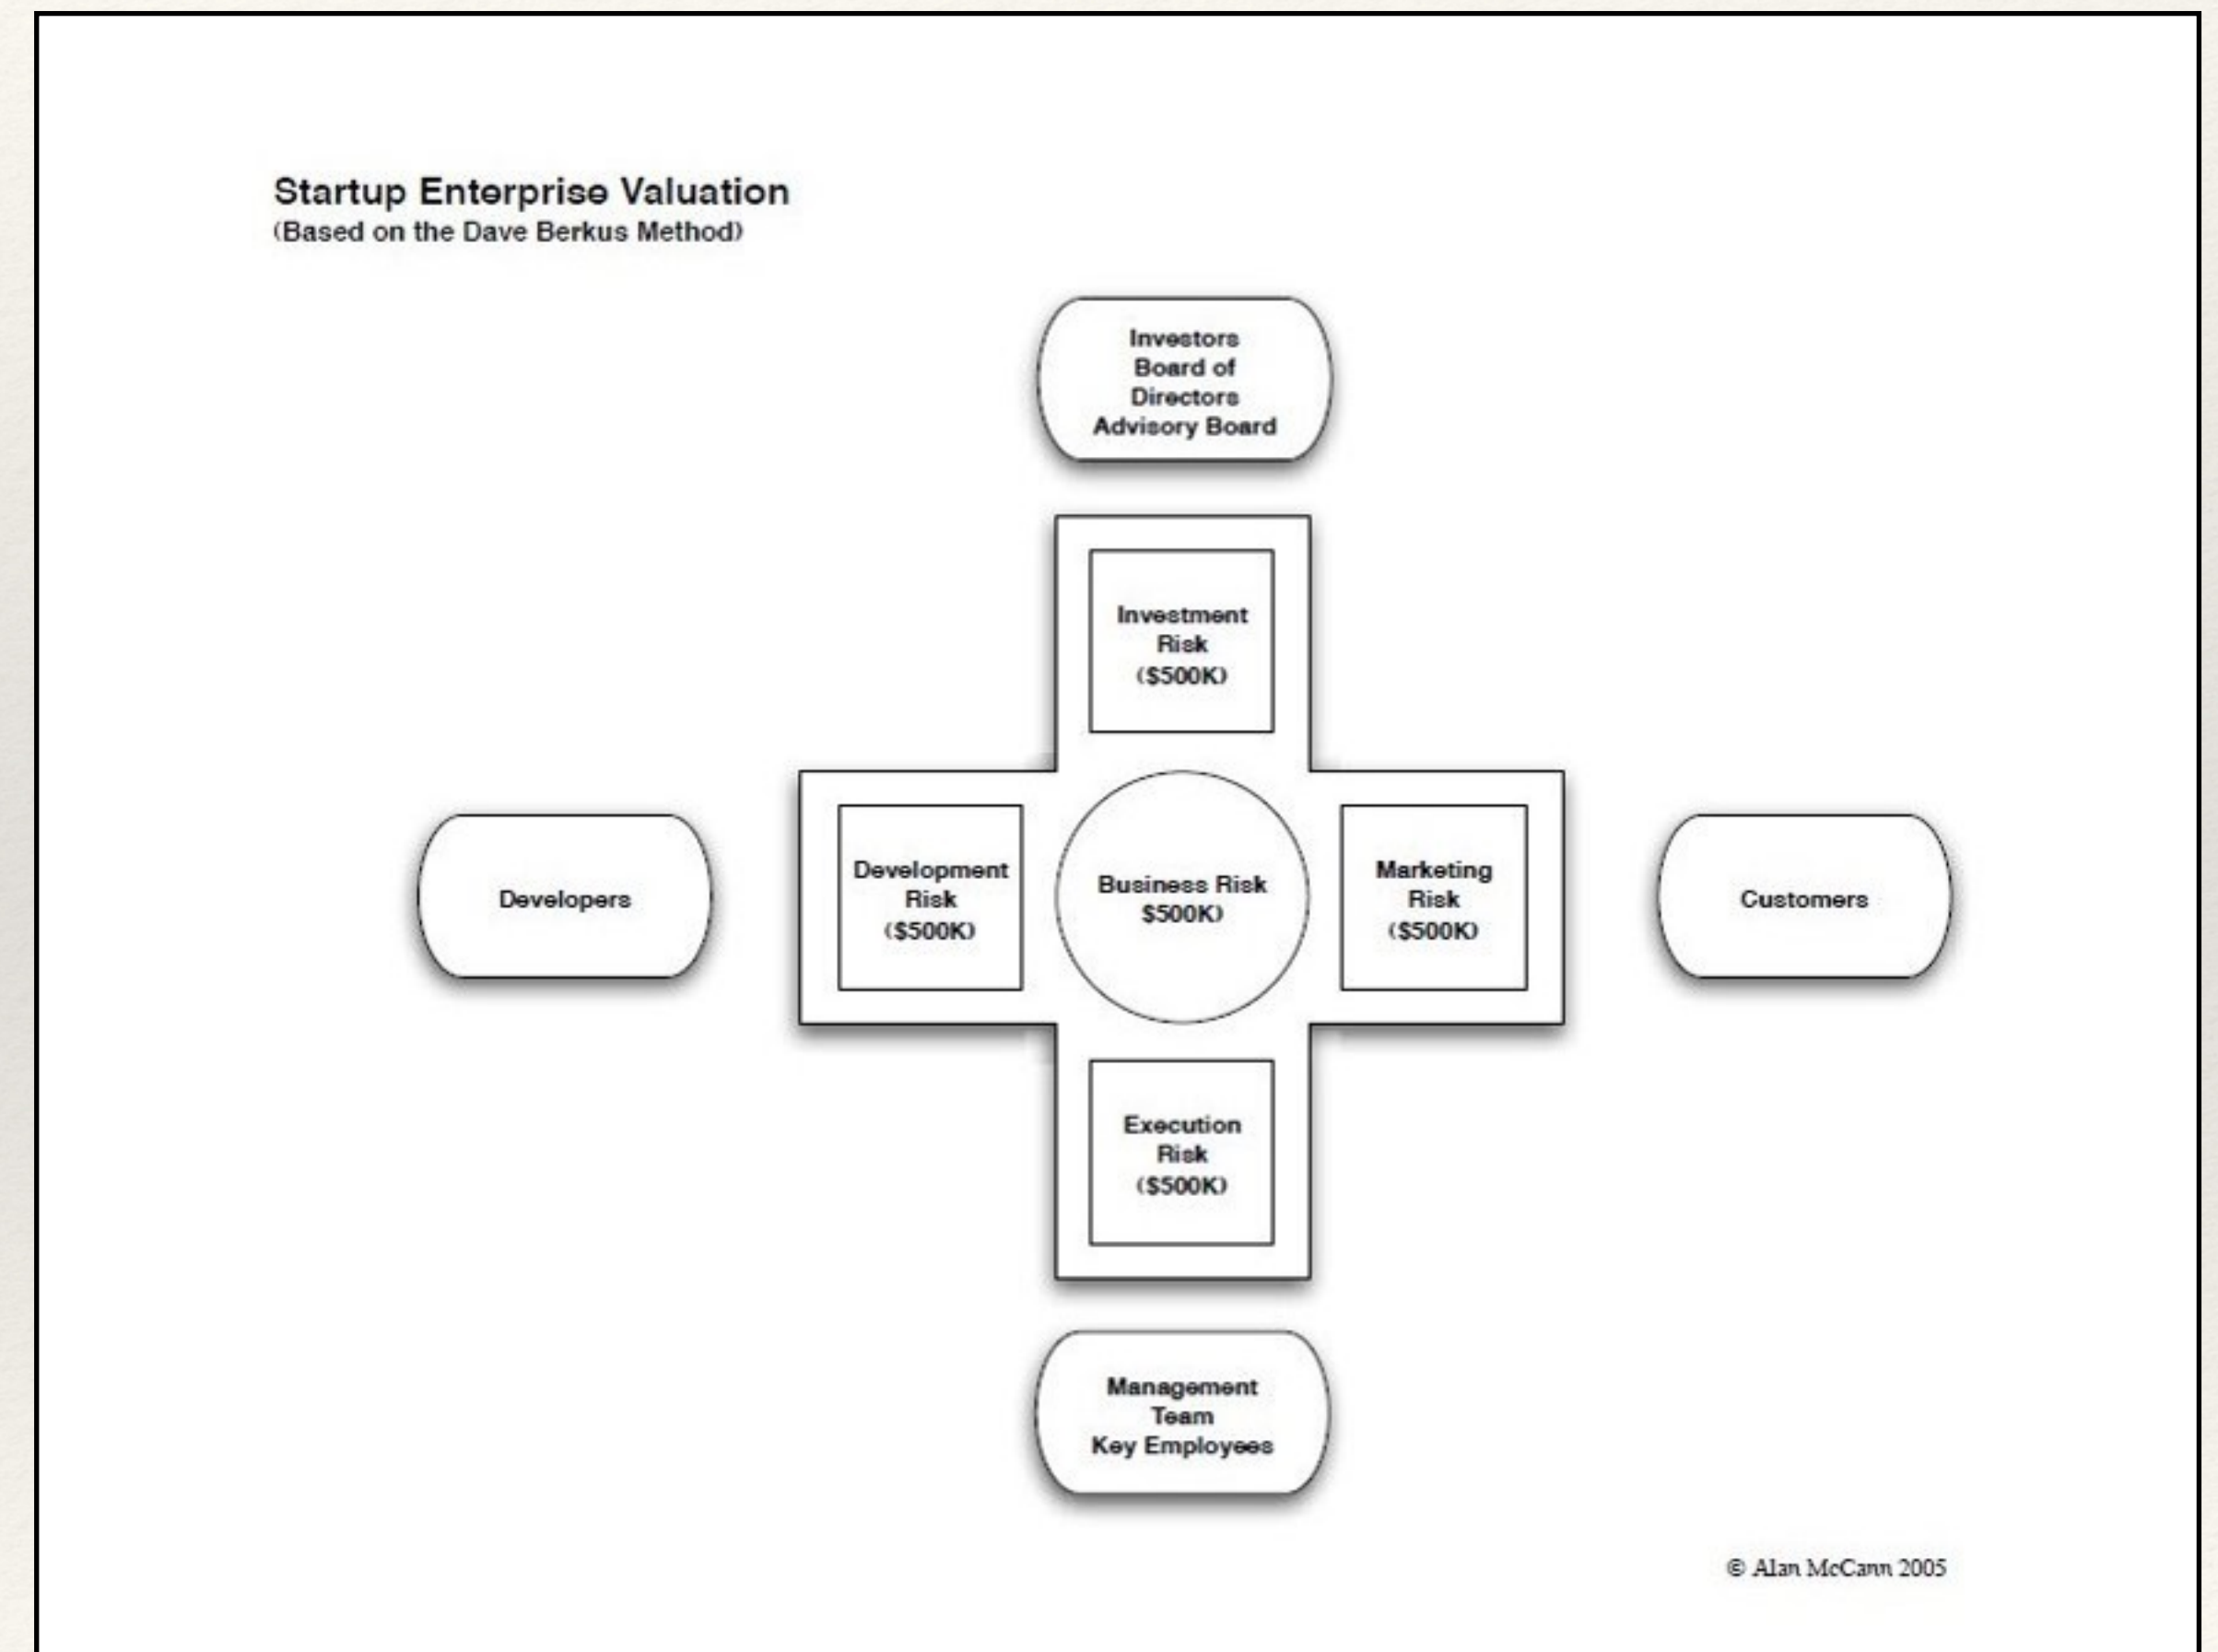 Startup Enterprise Valuation
(Based on the Dave Berkus Method)
Investors
Board of
Directors
Advisory Board
Investment
Risk
($500K)
Developers
Development
Risk
($500K)
Business Risk
$500K)
Marketing
Risk
($500K)
Customers
Execution
Risk
($500K)
Management
Team
Key Employees
© Alan McCann 2005